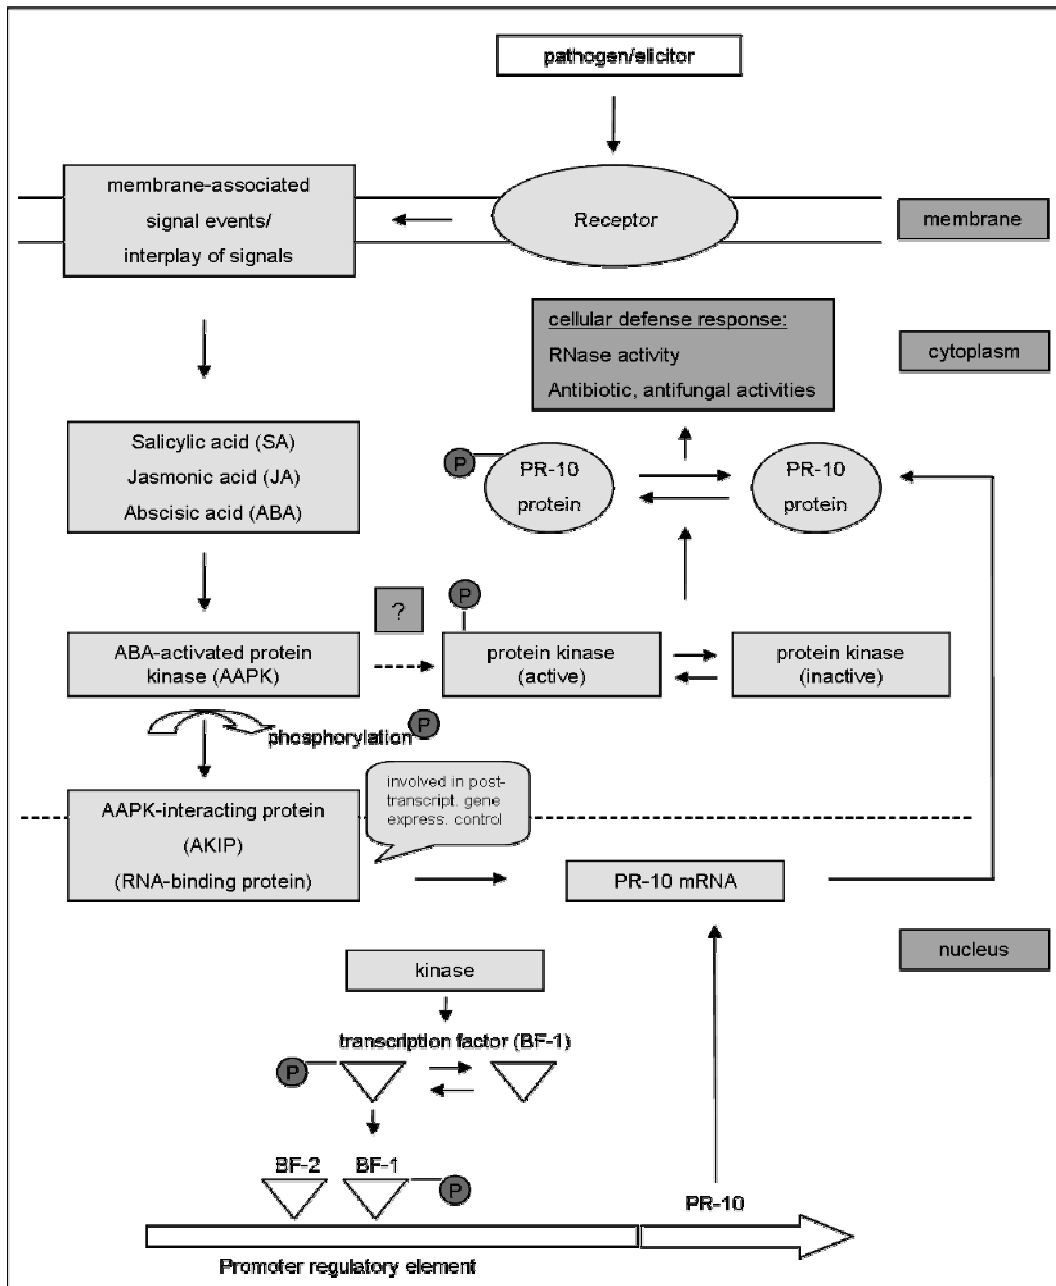 pathogen/elicitor
membrane-associated
signal events/
interplay of signals
Receptor
membrane
cellular defense response:
RNase activity
Antibiotic, antifungal activities
cytoplasm
Salicylic acid (SA)
Jasmonic acid (JA)
Abscisic acid (ABA)
P
PR-10
protein
PR-10
protein
?
P
ABA-activated protein
kinase (AAPK)
protein kinase
(active)
protein kinase
(inactive)
phosphorylation
P
AAPK-interacting protein
(AKIP)
(RNA-binding protein)
involved in post-
transcript. gene
express. control
PR-10 mRNA
nucleus
kinase
transcription factor (BF-1)
P
BF-2
BF-1
P
PR-10
Promoter regulatory element